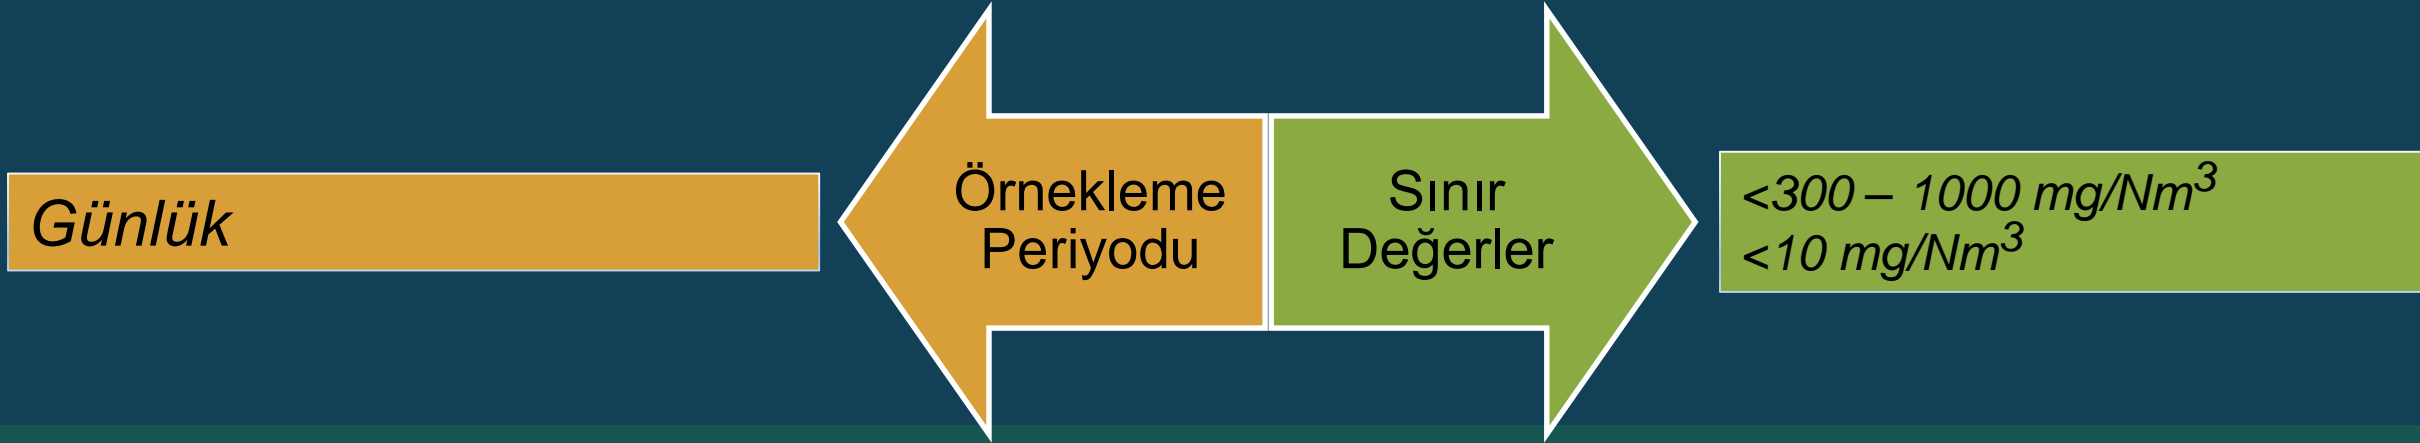 Günlük
Örnekleme
Periyodu
Sınır
Değerler
<300 – 1000 mg/Nm³
<10 mg/Nm³